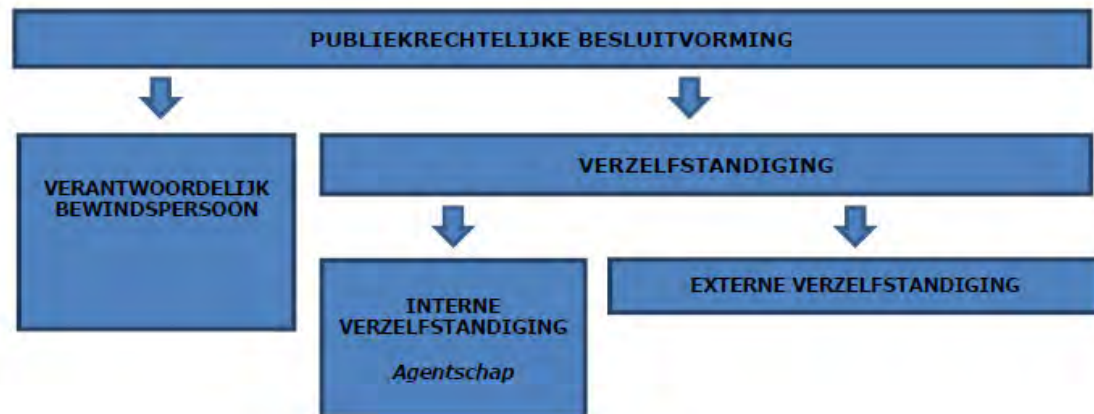 PUBLIEKRECHTELIJKE BESLUITVORMING
VERANTWOORDELIJK
BEWINDSPERSOON
VERZELFSTANDIGING
INTERNE
VERZELFSTANDIGING
Agentschap
EXTERNE VERZELFSTANDIGING